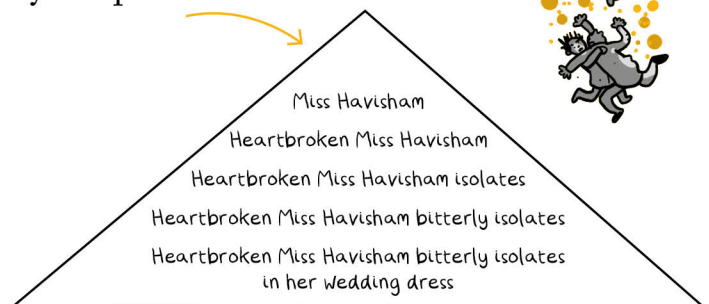 Miss Havisham
Heartbroken Miss Havisham
Heartbroken Miss Havisham isolates
Heartbroken Miss Havisham bitterly isolates
Heartbroken Miss Havisham bitterly isolates
in her wedding dress